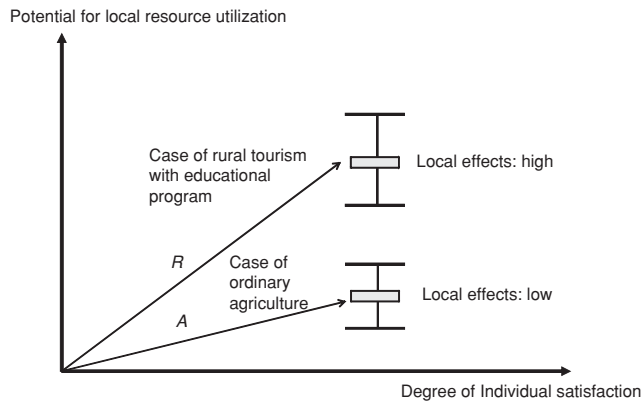 Potential for local resource utilization
Case of rural tourism
with educational
program
Local effects: high
R
Case of
ordinary
agriculture
A
Local effects: low
Degree of Individual satisfaction